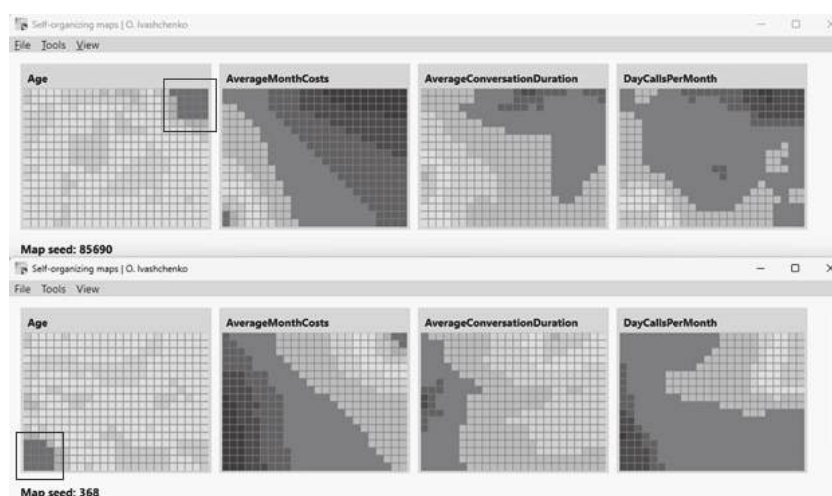 Self-organizing maps | O. Ivashchenko
File Tools View
Age AverageMonthCosts AverageConversationDuration DayCallsPerMonth
Map seed: 85690
Self-organizing maps | O. Ivashchenko
File Tools View
Age AverageMonthCosts AverageConversationDuration DayCallsPerMonth
Map seed: 368